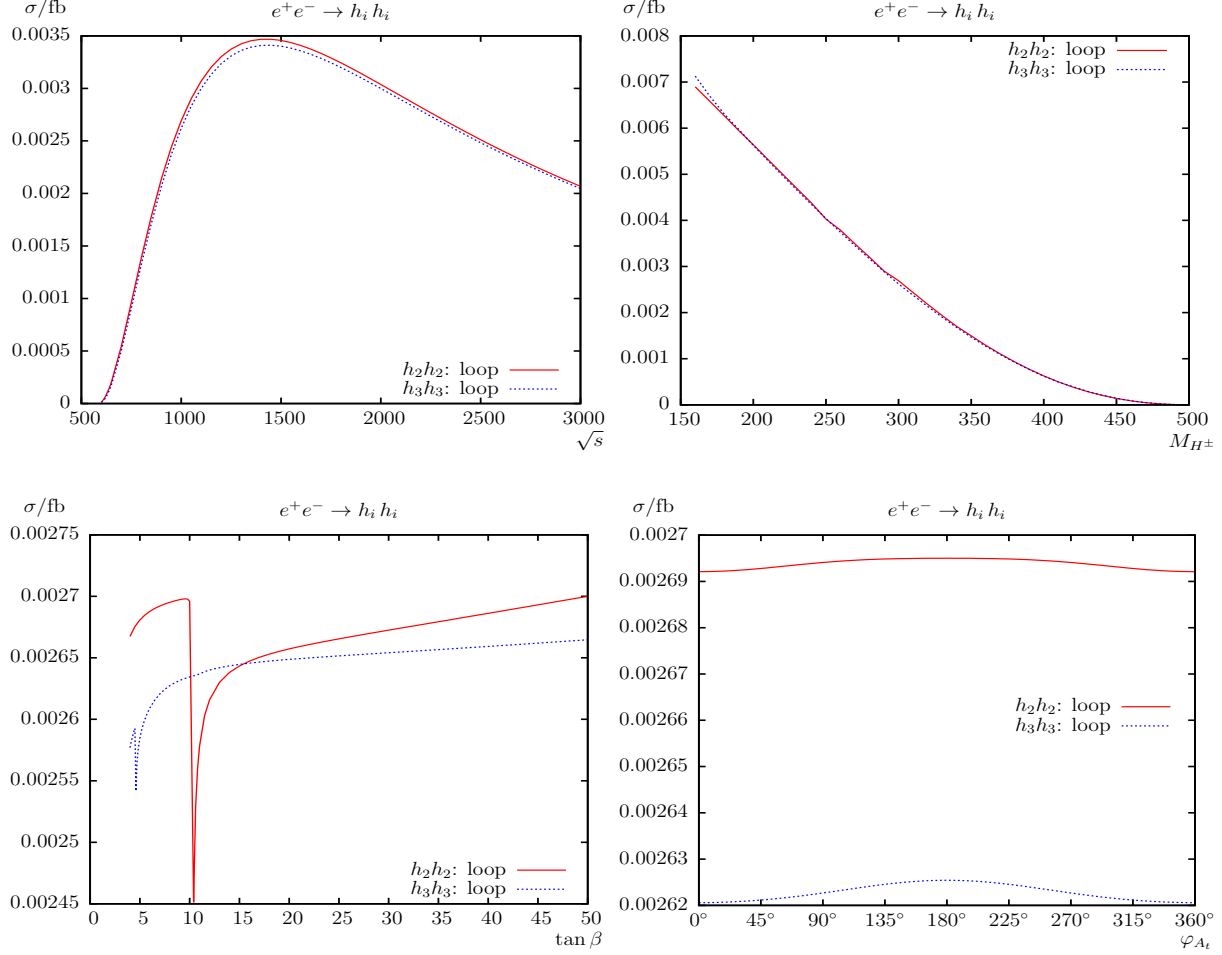 σ/fb
e⁺e⁻ → hᵢ hᵢ
0.0035
0.003
0.0025
0.002
0.0015
0.001
0.0005
0
h₂h₂: loop
h₃h₃: loop
500 1000 1500 2000 2500 3000
√s
σ/fb
e⁺e⁻ → hᵢ hᵢ
0.008
0.007
0.006
0.005
0.004
0.003
0.002
0.001
0
h₂h₂: loop
h₃h₃: loop
150 200 250 300 350 400 450 500
M_{H^±}
σ/fb
e⁺e⁻ → hᵢ hᵢ
0.00275
0.0027
0.00265
0.0026
0.00255
0.0025
0.00245
h₂h₂: loop
h₃h₃: loop
0 5 10 15 20 25 30 35 40 45 50
tan β
σ/fb
e⁺e⁻ → hᵢ hᵢ
0.0027
0.00269
0.00268
0.00267
0.00266
0.00265
0.00264
0.00263
0.00262
h₂h₂: loop
h₃h₃: loop
0° 45° 90° 135° 180° 225° 270° 315° 360°
φ_{A_t}